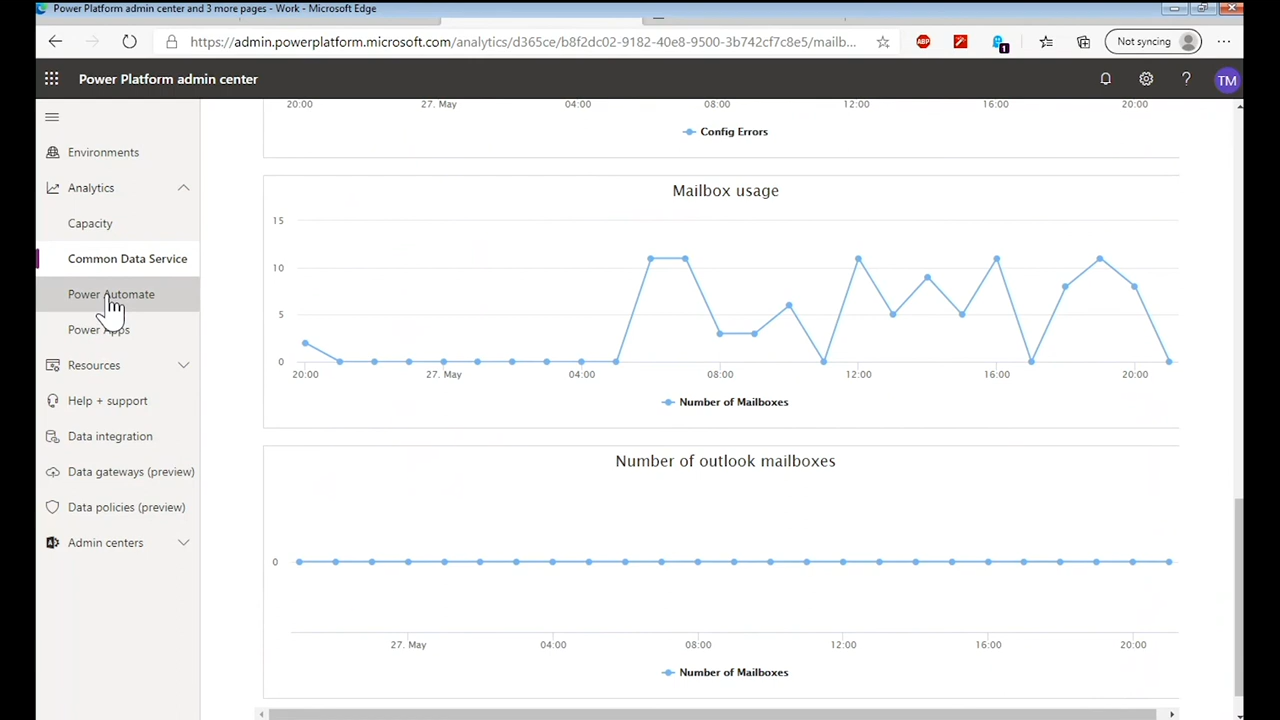 Power Platform admin center and 3 more pages - Work - Microsoft Edge
https://admin.powerplatform.microsoft.com/analytics/d365ce/b8f2dc02-9182-40e8-9500-3b742cf7c8e5/mailb...
ABP
1
Not syncing
Power Platform admin center
?
TM
Environments
Analytics
Capacity
Common Data Service
Power Automate
Power Apps
Resources
Help + support
Data integration
Data gateways (preview)
Data policies (preview)
Admin centers
20:00 27. May 04:00 08:00 12:00 16:00 20:00
Config Errors
Mailbox usage
15
10
5
0
20:00 27. May 04:00 08:00 12:00 16:00 20:00
Number of Mailboxes
Number of outlook mailboxes
0
27. May 04:00 08:00 12:00 16:00 20:00
Number of Mailboxes